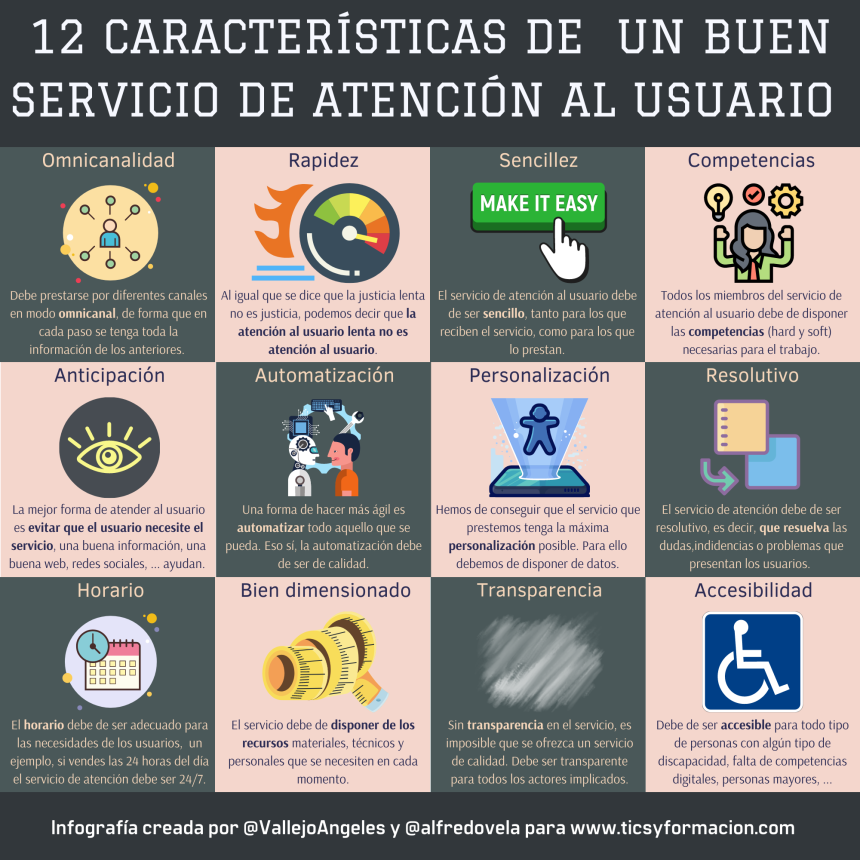 12 CARACTERÍSTICAS DE UN BUEN
SERVICIO DE ATENCIÓN AL USUARIO
Omnicanalidad
Debe prestarse por diferentes canales
en modo omnicanal, de forma que en
cada paso se tenga toda la
información de los anteriores.
Rapidez
Al igual que se dice que la justicia lenta
no es justicia, podemos decir que la
atención al usuario lenta no es
atención al usuario.
Sencillez
MAKE IT EASY
El servicio de atención al usuario debe
de ser sencillo, tanto para los que
reciben el servicio, como para los que
lo prestan.
Competencias
Todos los miembros del servicio de
atención al usuario debe de disponer
las competencias (hard y soft)
necesarias para el trabajo.
Anticipación
La mejor forma de atender al usuario
es evitar que el usuario necesite el
servicio, una buena información, una
buena web, redes sociales, ... ayudan.
Automatización
Una forma de hacer más ágil es
automatizar todo aquello que se
pueda. Eso sí, la automatización debe
de ser de calidad.
Personalización
Hemos de conseguir que el servicio que
prestemos tenga la máxima
personalización posible. Para ello
debemos de disponer de datos.
Resolutivo
El servicio de atención debe de ser
resolutivo, es decir, que resuelva las
dudas,inididencias o problemas que
presentan los usuarios.
Horario
El horario debe de ser adecuado para
las necesidades de los usuarios, un
ejemplo, si vendes las 24 horas del día
el servicio de atención debe ser 24/7.
Bien dimensionado
El servicio debe de disponer de los
recursos materiales, técnicos y
personales que se necesiten en cada
momento.
Transparencia
Sin transparencia en el servicio, es
imposible que se ofrezca un servicio
de calidad. Debe ser transparente
para todos los actores implicados.
Accesibilidad
Debe de ser accesible para todo tipo
de personas con algún tipo de
discapacidad, falta de competencias
digitales, personas mayores, ...
Infografía creada por @VallejoAngeles y @alfredovela para www.ticsyformacion.com